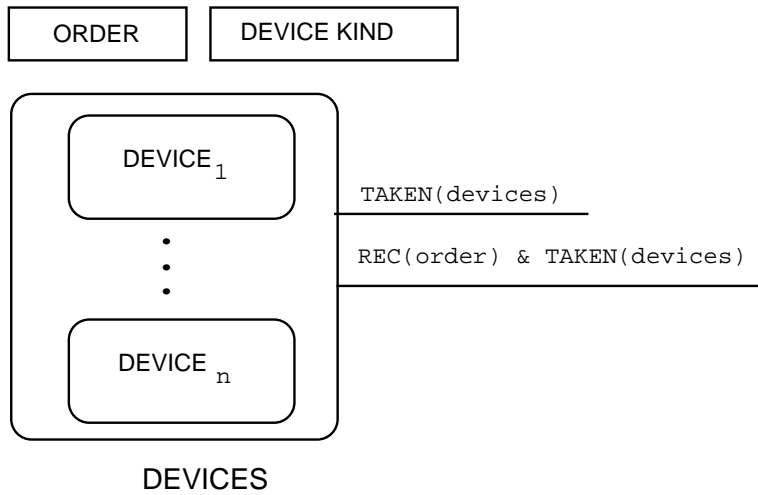 ORDER
DEVICE KIND
DEVICE1
TAKEN(devices)
REC(order) & TAKEN(devices)
DEVICE n
DEVICES